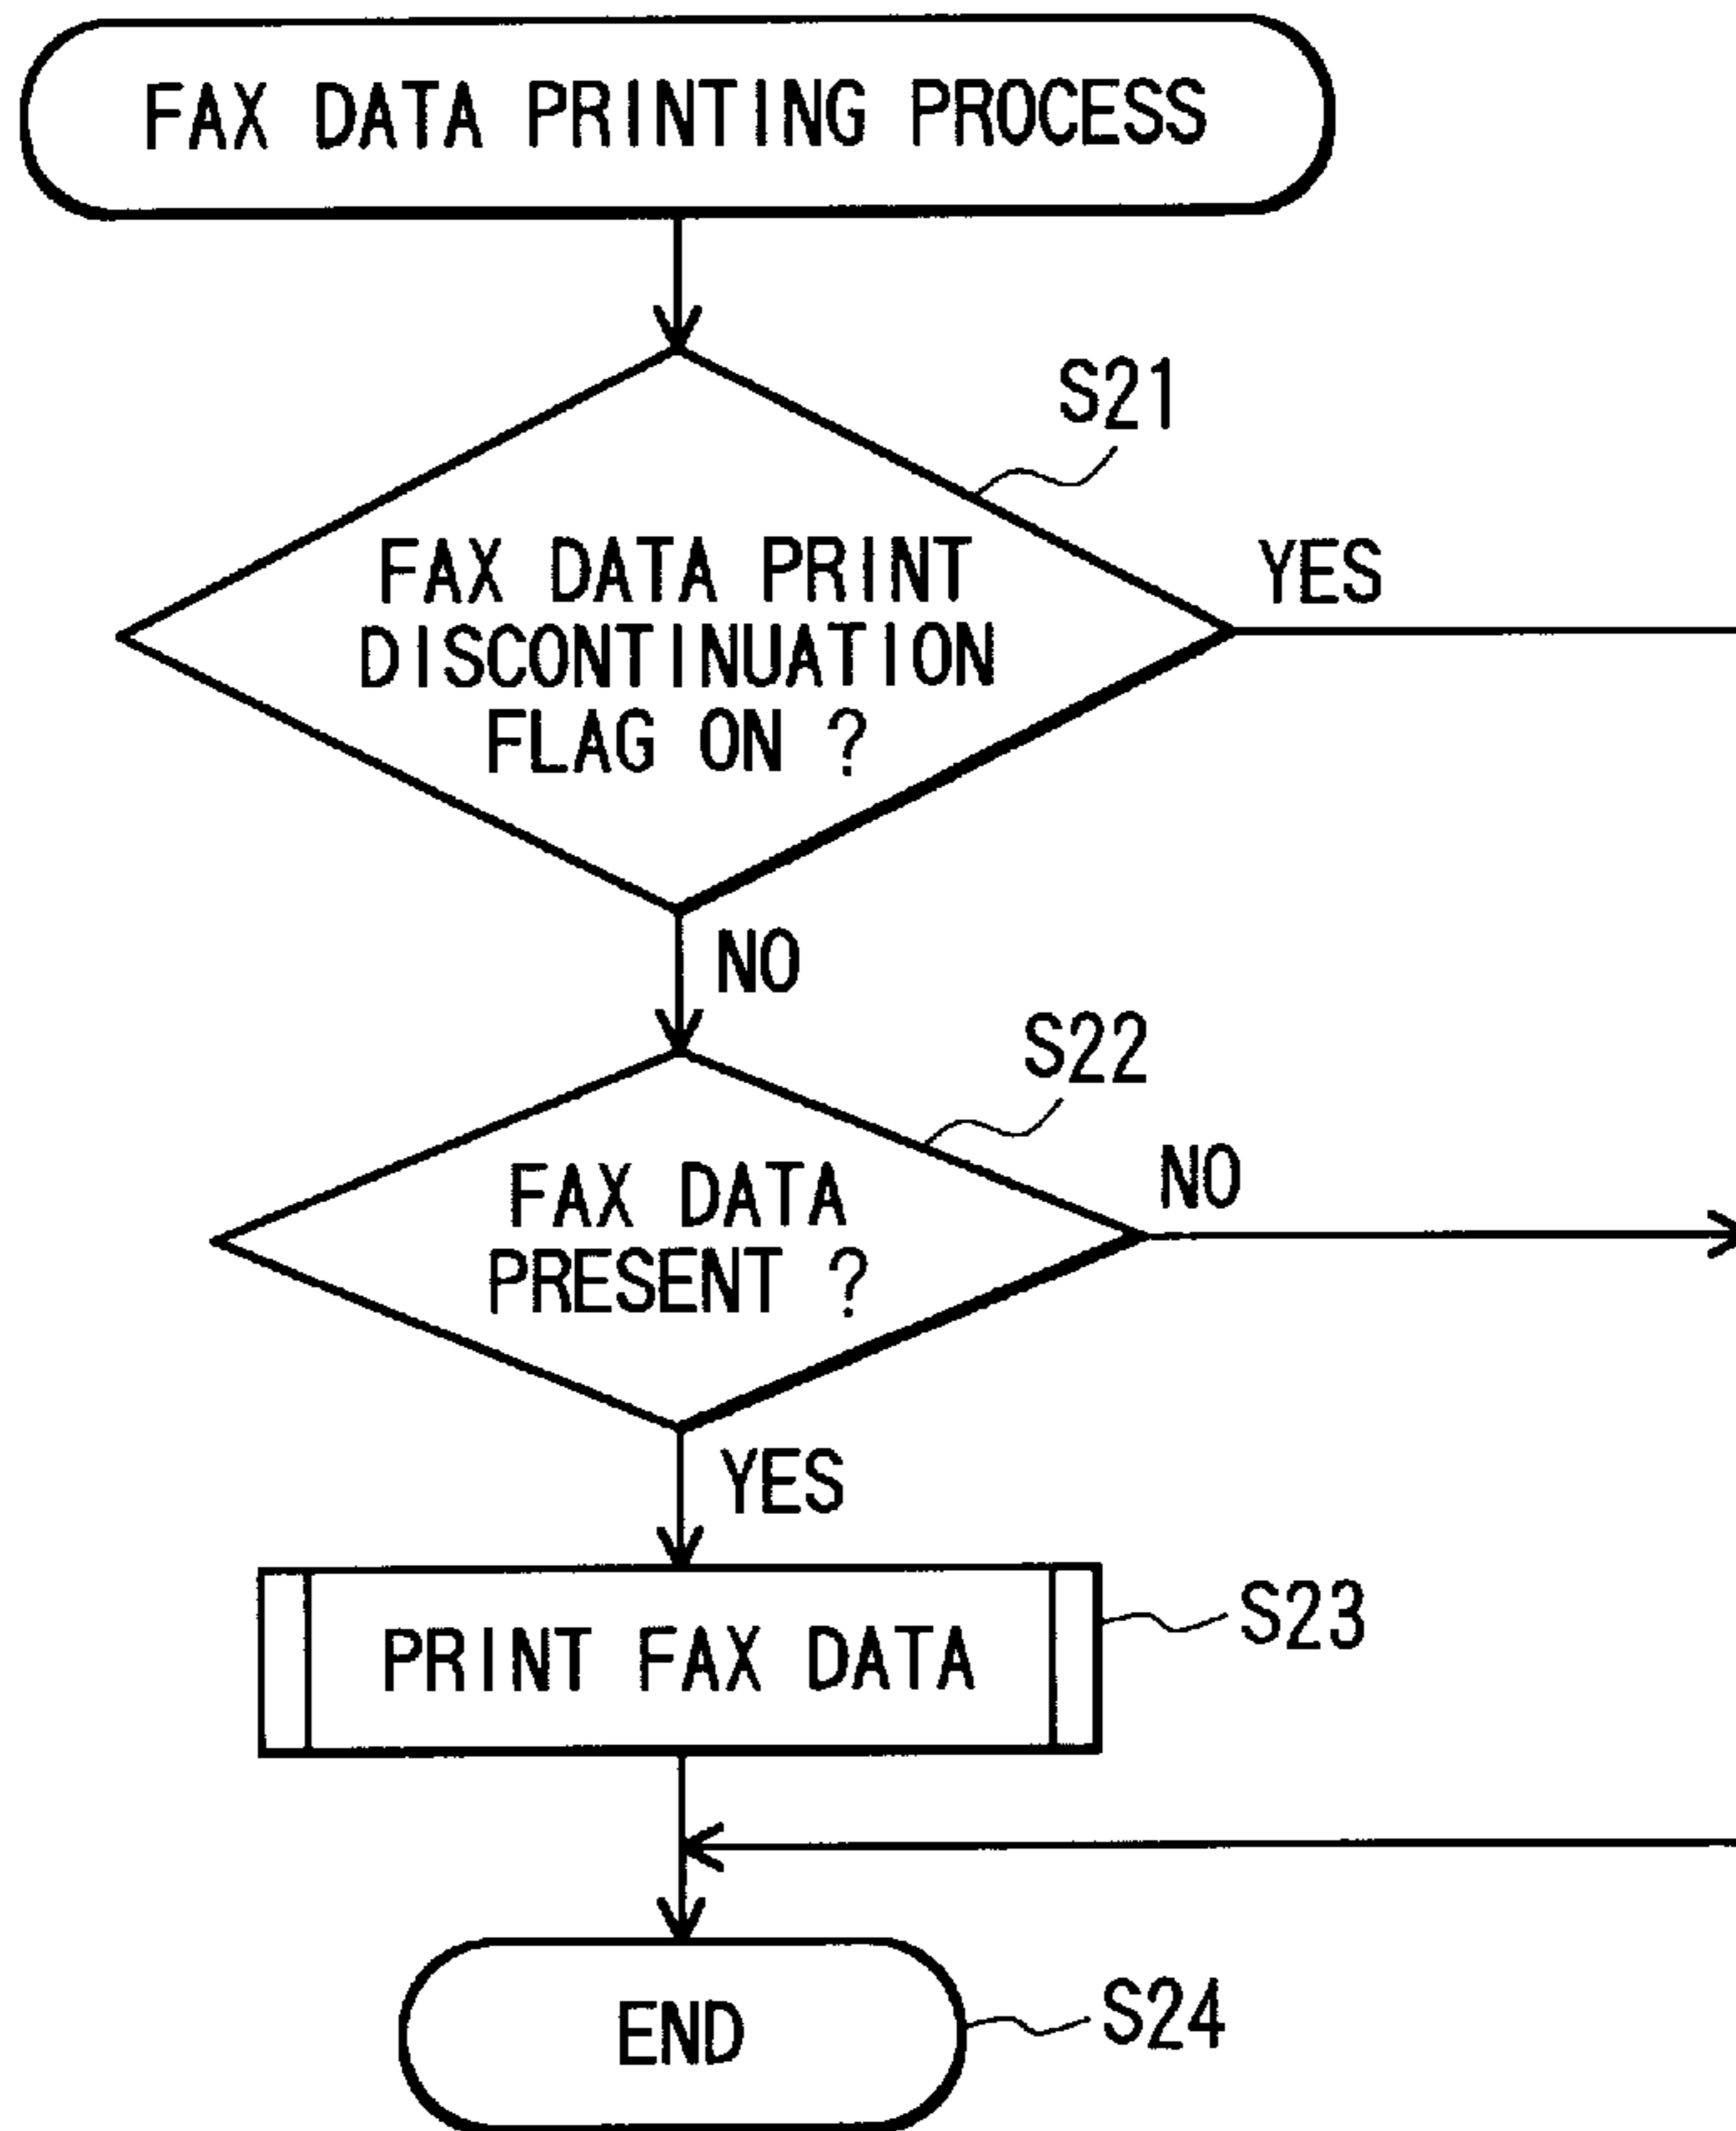 FAX DATA PRINTING PROCESS
S21
FAX DATA PRINT
DISCONTINUATION
FLAG ON ?
YES
NO
S22
FAX DATA
PRESENT ?
NO
YES
PRINT FAX DATA
S23
END
S24